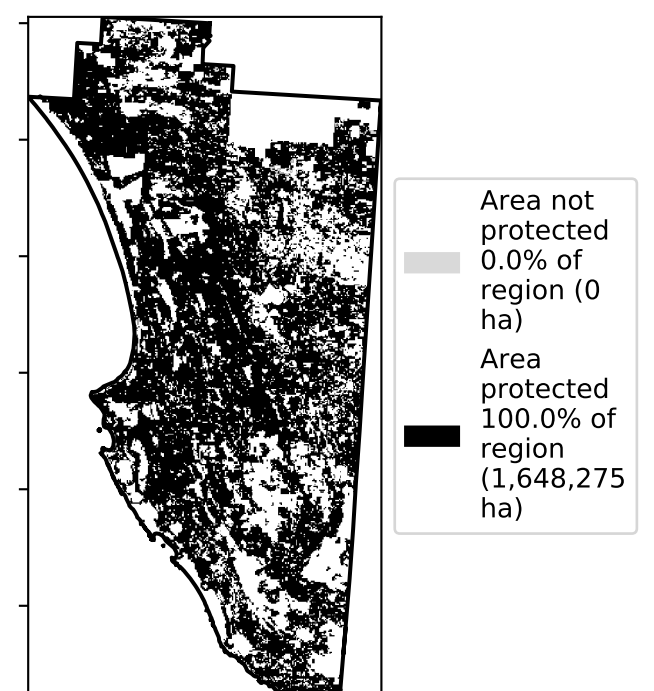 Area not
protected
0.0% of
region (0
ha)
Area
protected
100.0% of
region
(1,648,275
ha)